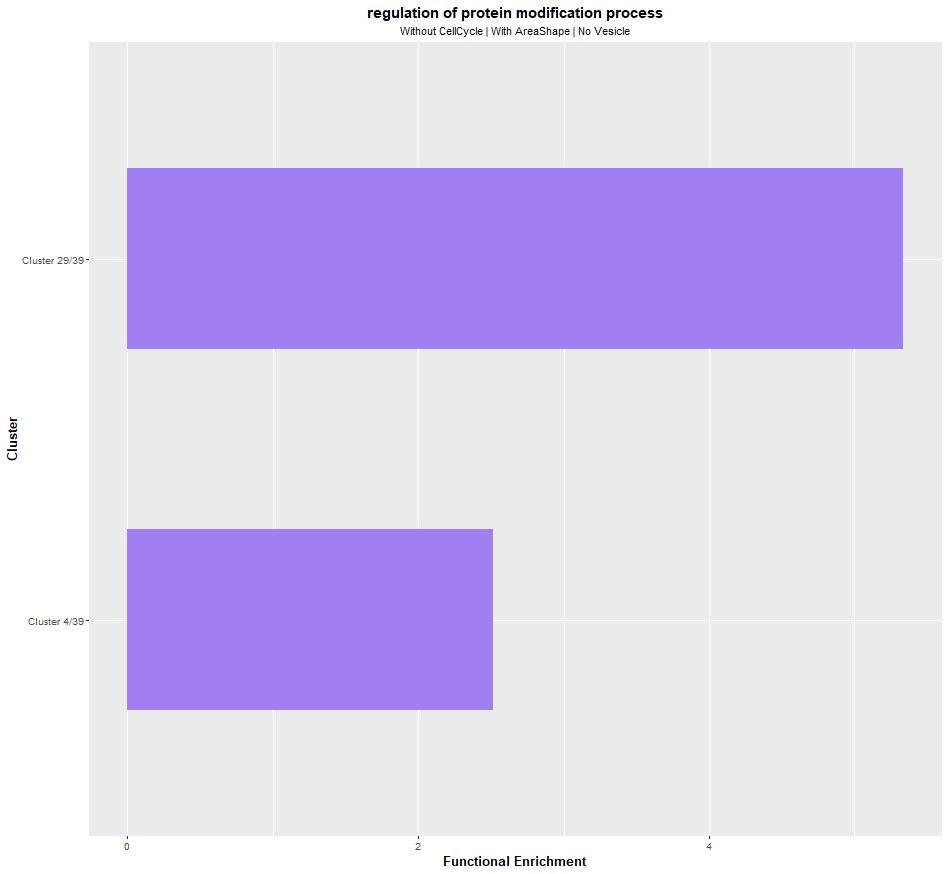 regulation of protein modification process
Without CellCycle | With AreaShape | No Vesicle
Cluster 29/39
Cluster
Cluster 4/39
0 2 4
Functional Enrichment